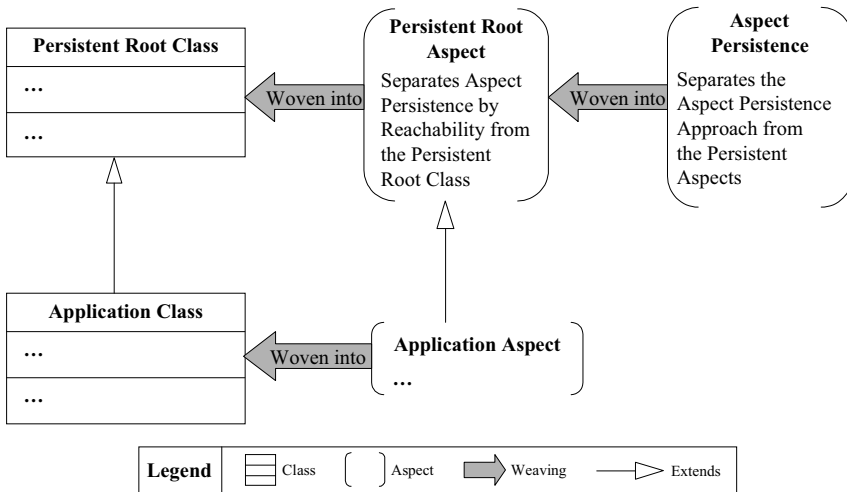 Persistent Root Class
...
...
Persistent Root
Aspect
Separates Aspect
Persistence by
Reachability from
the Persistent
Root Class
Aspect
Persistence
Separates the
Aspect Persistence
Approach from
the Persistent
Aspects
Woven into
Woven into
Application Class
...
...
Woven into
Application Aspect
...
Legend
Class
Aspect
Weaving
Extends